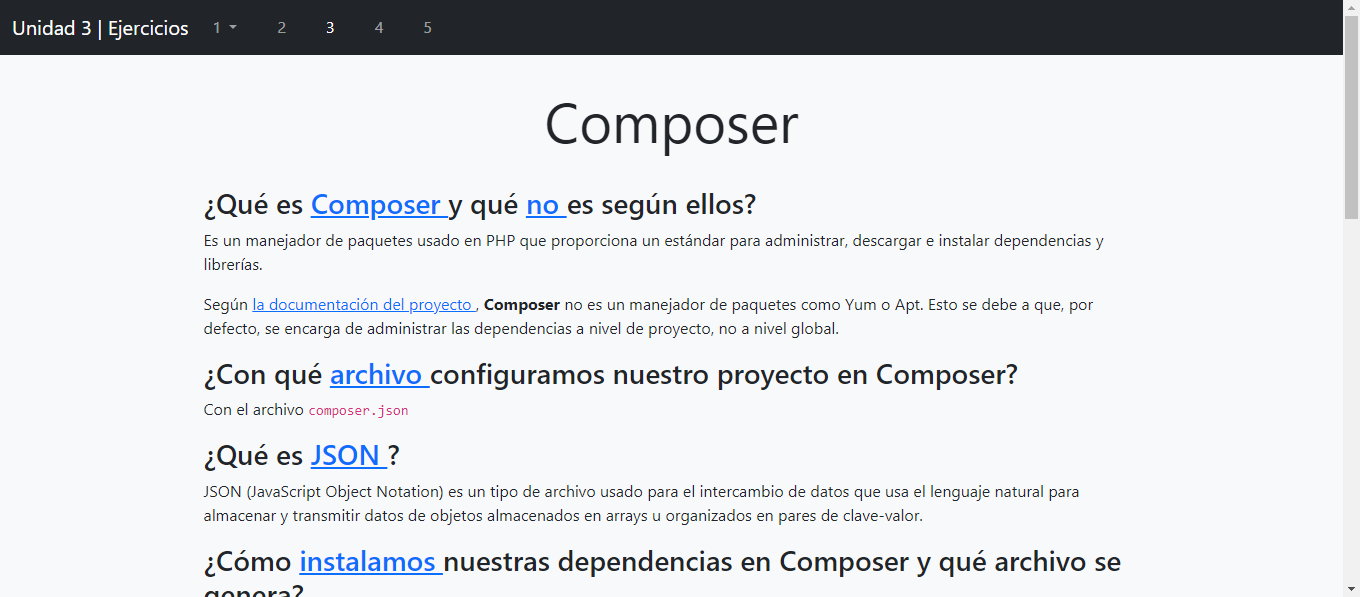 Unidad 3 | Ejercicios 1 2 3 4 5
Composer
¿Qué es Composer y qué no es según ellos?
Es un manejador de paquetes usado en PHP que proporciona un estándar para administrar, descargar e instalar dependencias y
librerías.
Según la documentación del proyecto , Composer no es un manejador de paquetes como Yum o Apt. Esto se debe a que, por
defecto, se encarga de administrar las dependencias a nivel de proyecto, no a nivel global.
¿Con qué archivo configuramos nuestro proyecto en Composer?
Con el archivo composer.json
¿Qué es JSON ?
JSON (JavaScript Object Notation) es un tipo de archivo usado para el intercambio de datos que usa el lenguaje natural para
almacenar y transmitir datos de objetos almacenados en arrays u organizados en pares de clave-valor.
¿Cómo instalamos nuestras dependencias en Composer y qué archivo se
genera?